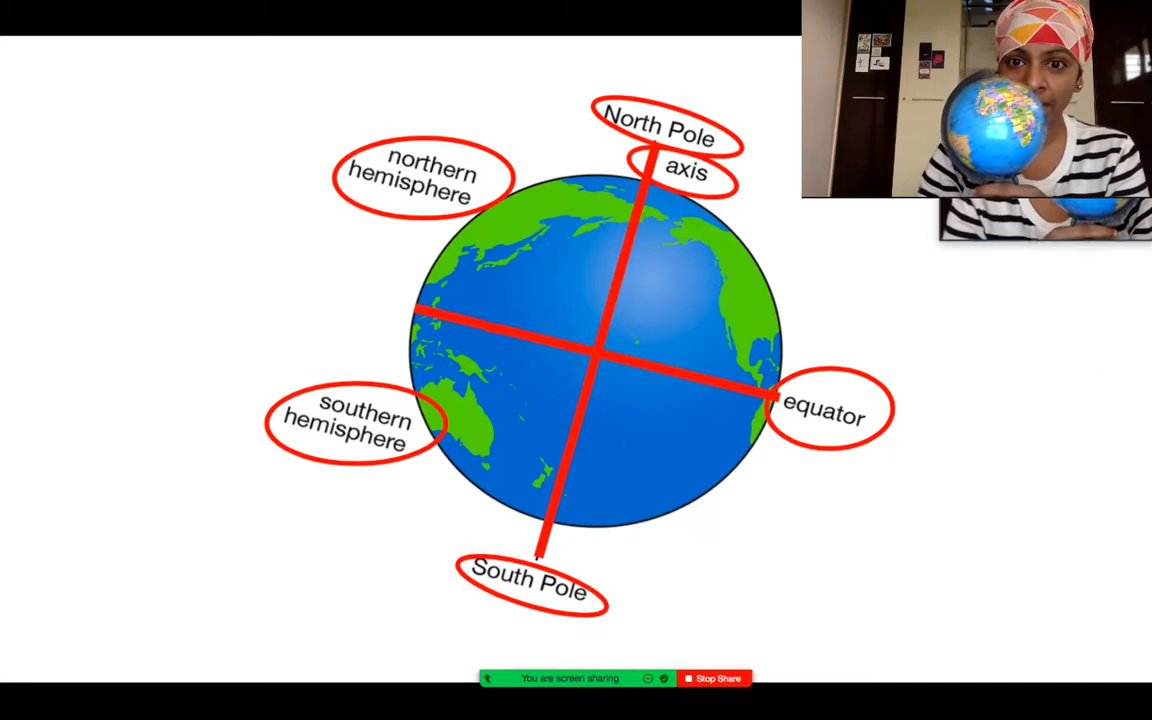 North Pole
axis
northern
hemisphere
southern
hemisphere
equator
South Pole
You are screen sharing
Stop Share